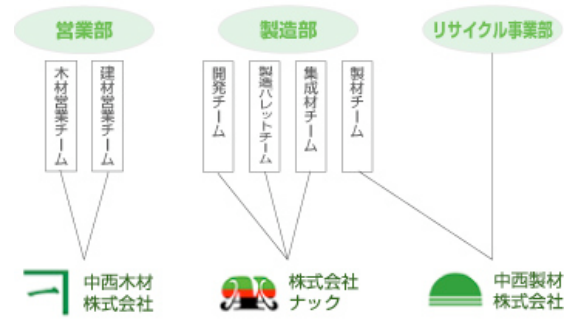 営業部
製造部
リサイクル事業部
木材営業チーム
建材営業チーム
開発チーム
製造パレットチーム
集成材チーム
製材チーム
中西木材
株式会社
株式会社
ナック
中西製材
株式会社